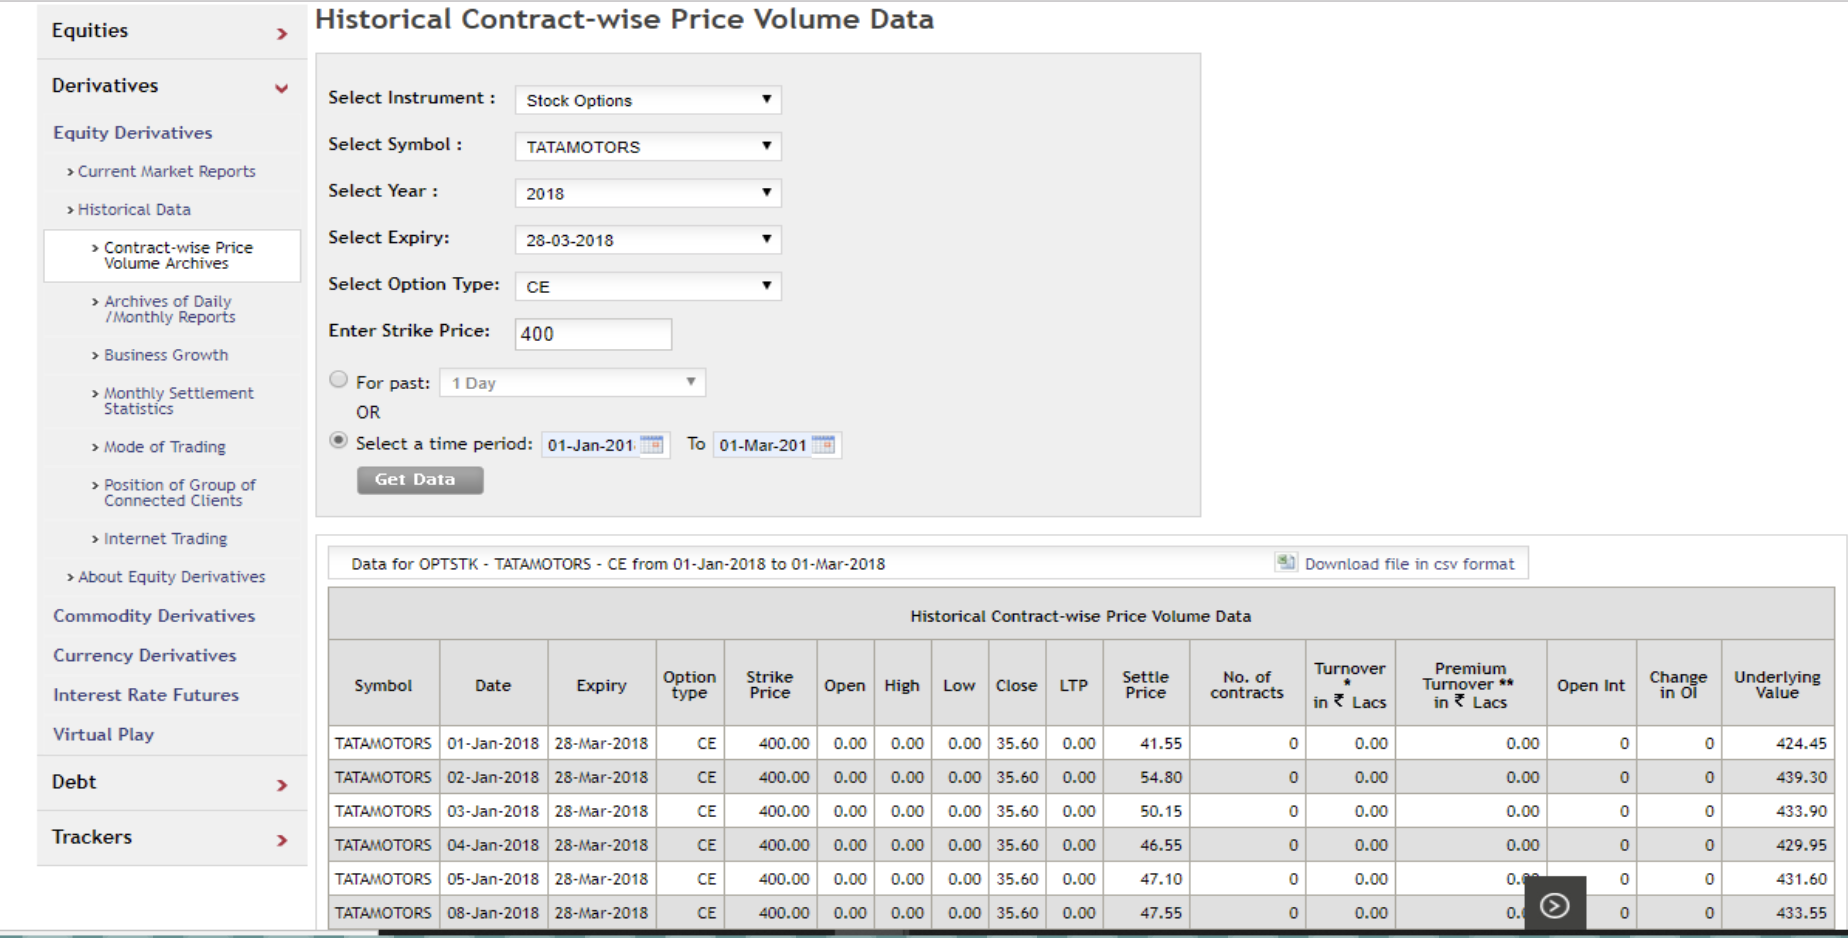 Equities
Derivatives
Equity Derivatives
› Current Market Reports
› Historical Data
› Contract-wise Price
Volume Archives
› Archives of Daily
/Monthly Reports
› Business Growth
› Monthly Settlement
Statistics
› Mode of Trading
› Position of Group of
Connected Clients
› Internet Trading
› About Equity Derivatives
Commodity Derivatives
Currency Derivatives
Interest Rate Futures
Virtual Play
Debt
Trackers
Historical Contract-wise Price Volume Data
Select Instrument : Stock Options
Select Symbol : TATAMOTORS
Select Year : 2018
Select Expiry: 28-03-2018
Select Option Type: CE
Enter Strike Price: 400
For past: 1 Day
OR
Select a time period: 01-Jan-201 To 01-Mar-201
Get Data
Data for OPTSTK - TATAMOTORS - CE from 01-Jan-2018 to 01-Mar-2018 Download file in csv format
Historical Contract-wise Price Volume Data
Symbol Date Expiry Option type Strike Price Open High Low Close LTP Settle Price No. of contracts Turnover * in ₹ Lacs Premium Turnover ** in ₹ Lacs Open Int Change in OI Underlying Value
TATAMOTORS 01-Jan-2018 28-Mar-2018 CE 400.00 0.00 0.00 0.00 35.60 0.00 41.55 0 0.00 0.00 0 0 424.45
TATAMOTORS 02-Jan-2018 28-Mar-2018 CE 400.00 0.00 0.00 0.00 35.60 0.00 54.80 0 0.00 0.00 0 0 439.30
TATAMOTORS 03-Jan-2018 28-Mar-2018 CE 400.00 0.00 0.00 0.00 35.60 0.00 50.15 0 0.00 0.00 0 0 433.90
TATAMOTORS 04-Jan-2018 28-Mar-2018 CE 400.00 0.00 0.00 0.00 35.60 0.00 46.55 0 0.00 0.00 0 0 429.95
TATAMOTORS 05-Jan-2018 28-Mar-2018 CE 400.00 0.00 0.00 0.00 35.60 0.00 47.10 0 0.00 0 0 431.60
TATAMOTORS 08-Jan-2018 28-Mar-2018 CE 400.00 0.00 0.00 0.00 35.60 0.00 47.55 0 0.00 0 0 433.55